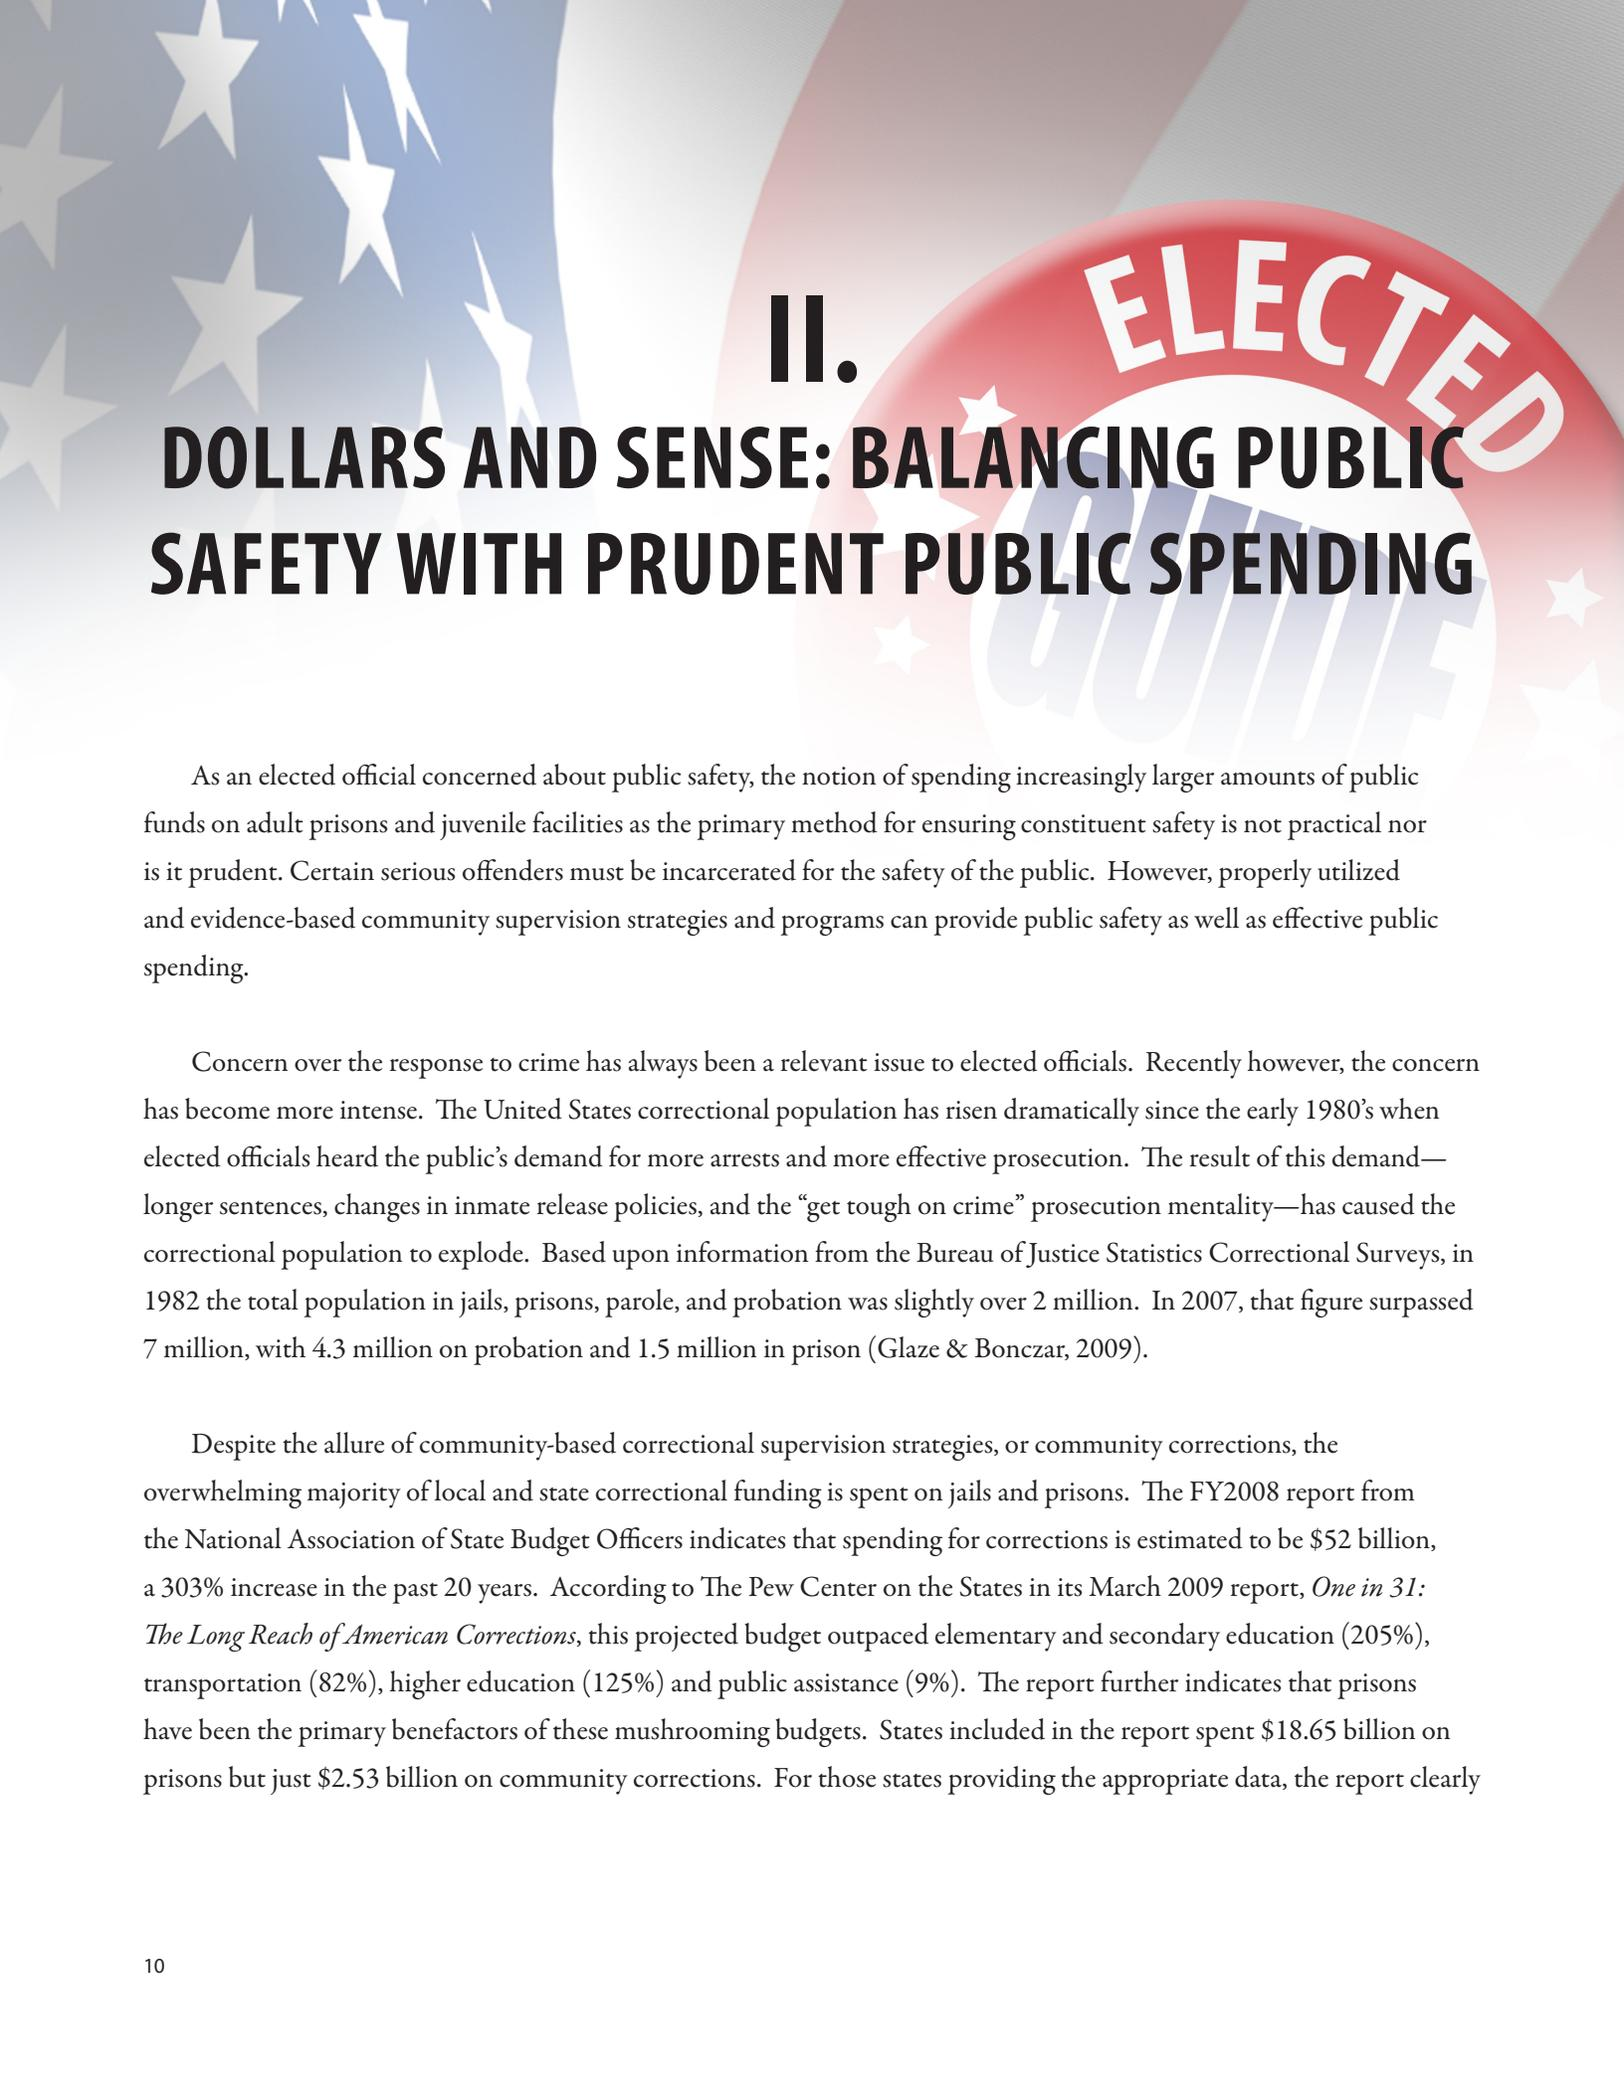 ELECTED
GUIDE
II.
DOLLARS AND SENSE: BALANCING PUBLIC
SAFETY WITH PRUDENT PUBLIC SPENDING
As an elected official concerned about public safety, the notion of spending increasingly larger amounts of public
funds on adult prisons and juvenile facilities as the primary method for ensuring constituent safety is not practical nor
is it prudent. Certain serious offenders must be incarcerated for the safety of the public.  However, properly utilized
and evidence-based community supervision strategies and programs can provide public safety as well as effective public
spending.
Concern over the response to crime has always been a relevant issue to elected officials.  Recently however, the concern
has become more intense.  The United States correctional population has risen dramatically since the early 1980’s when
elected officials heard the public’s demand for more arrests and more effective prosecution.  The result of this demand—
longer sentences, changes in inmate release policies, and the “get tough on crime” prosecution mentality—has caused the
correctional population to explode.  Based upon information from the Bureau of Justice Statistics Correctional Surveys, in
1982 the total population in jails, prisons, parole, and probation was slightly over 2 million.  In 2007, that figure surpassed
7 million, with 4.3 million on probation and 1.5 million in prison (Glaze & Bonczar, 2009).
Despite the allure of community-based correctional supervision strategies, or community corrections, the
overwhelming majority of local and state correctional funding is spent on jails and prisons.  The FY2008 report from
the National Association of State Budget Officers indicates that spending for corrections is estimated to be $52 billion,
a 303% increase in the past 20 years.  According to The Pew Center on the States in its March 2009 report, One in 31:
The Long Reach of American Corrections, this projected budget outpaced elementary and secondary education (205%),
transportation (82%), higher education (125%) and public assistance (9%).  The report further indicates that prisons
have been the primary benefactors of these mushrooming budgets.  States included in the report spent $18.65 billion on
prisons but just $2.53 billion on community corrections.  For those states providing the appropriate data, the report clearly
10